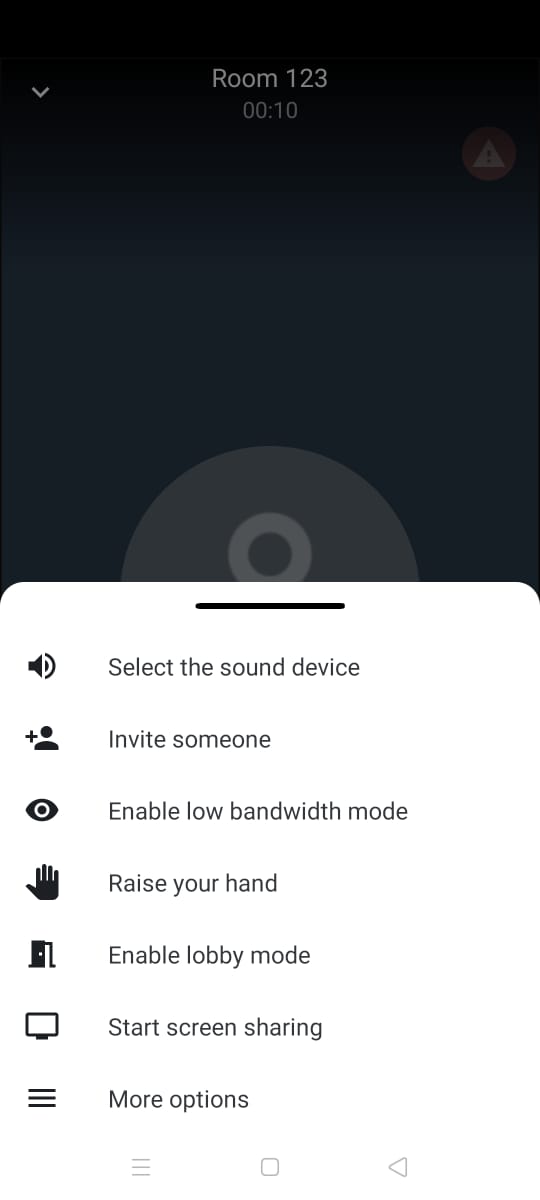 Room 123
00:10
Select the sound device
Invite someone
Enable low bandwidth mode
Raise your hand
Enable lobby mode
Start screen sharing
More options